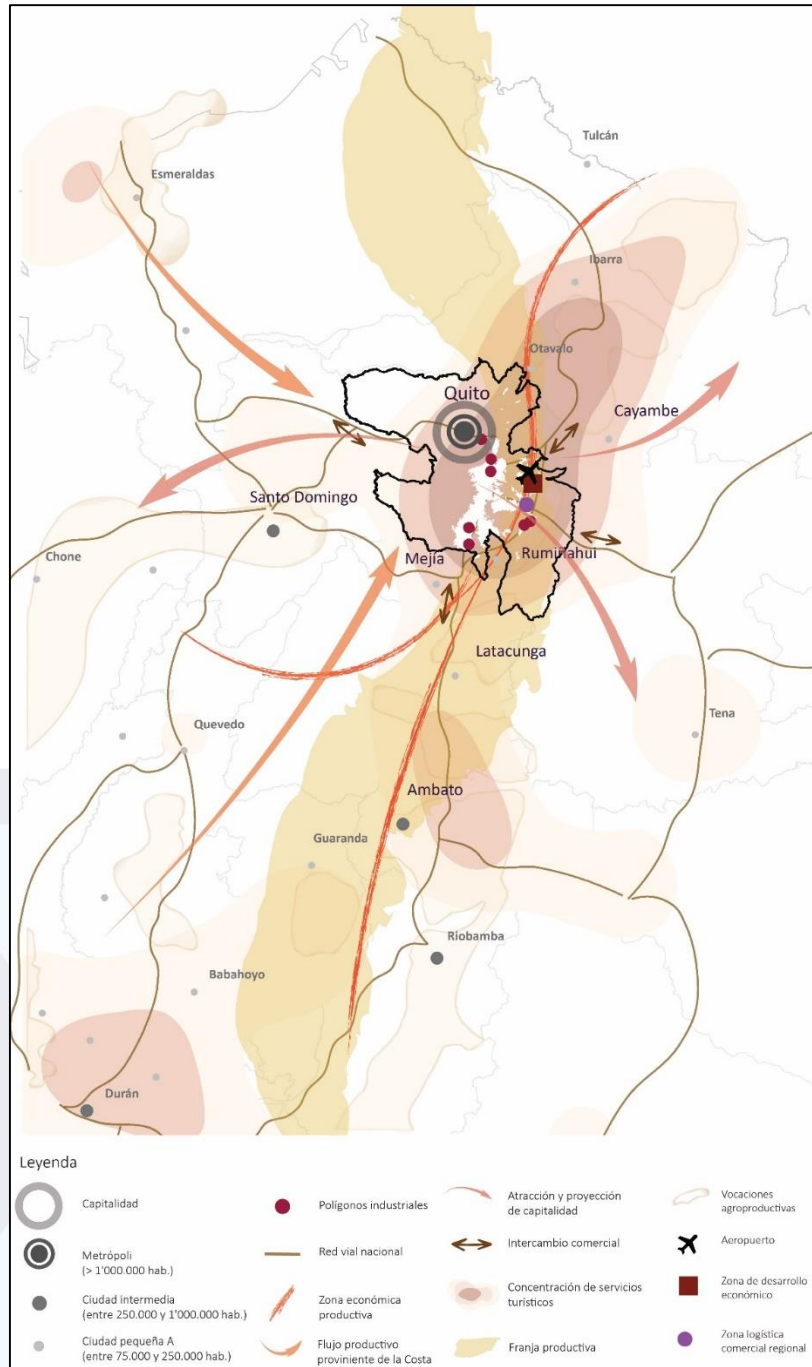 Tulcán
Esmeraldas
Ibarra
Otavalo
Quito
Cayambe
Santo Domingo
Chone
Mejía
Rumiñahui
Latacunga
Tena
Quevedo
Ambato
Guaranda
Riobamba
Babahoyo
Durán
Leyenda
Capitalidad
Metrópoli
(> 1'000.000 hab.)
Ciudad intermedia
(entre 250.000 y 1'000.000 hab.)
Ciudad pequeña A
(entre 75.000 y 250.000 hab.)
Polígonos industriales
Red vial nacional
Zona económica
productiva
Flujo productivo
proviniente de la Costa
Atracción y proyección
de capitalidad
Intercambio comercial
Concentración de servicios
turísticos
Franja productiva
Vocaciones
agroproductivas
Aeropuerto
Zona de desarrollo
económico
Zona logística
comercial regional